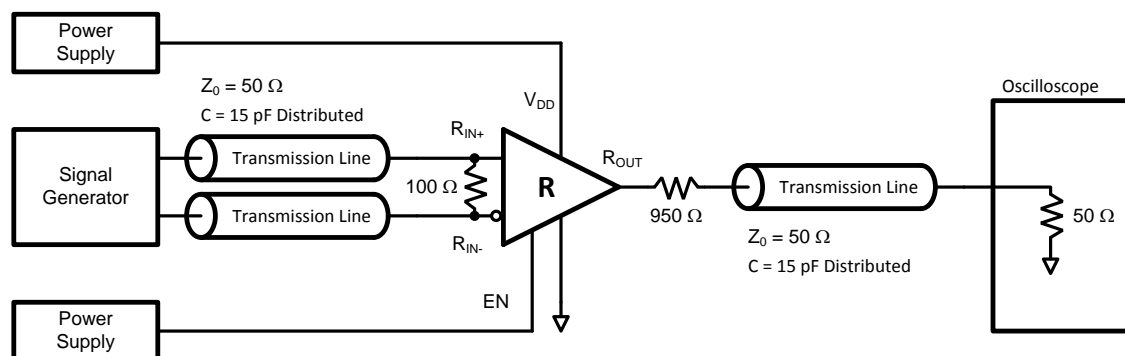 Power
Supply
Z0 = 50 Ω
C = 15 pF Distributed
VDD
Oscilloscope
Signal
Generator
Transmission Line
Transmission Line
RIN+
100 Ω
RIN-
R
ROUT
950 Ω
Transmission Line
Z0 = 50 Ω
C = 15 pF Distributed
50 Ω
EN
Power
Supply